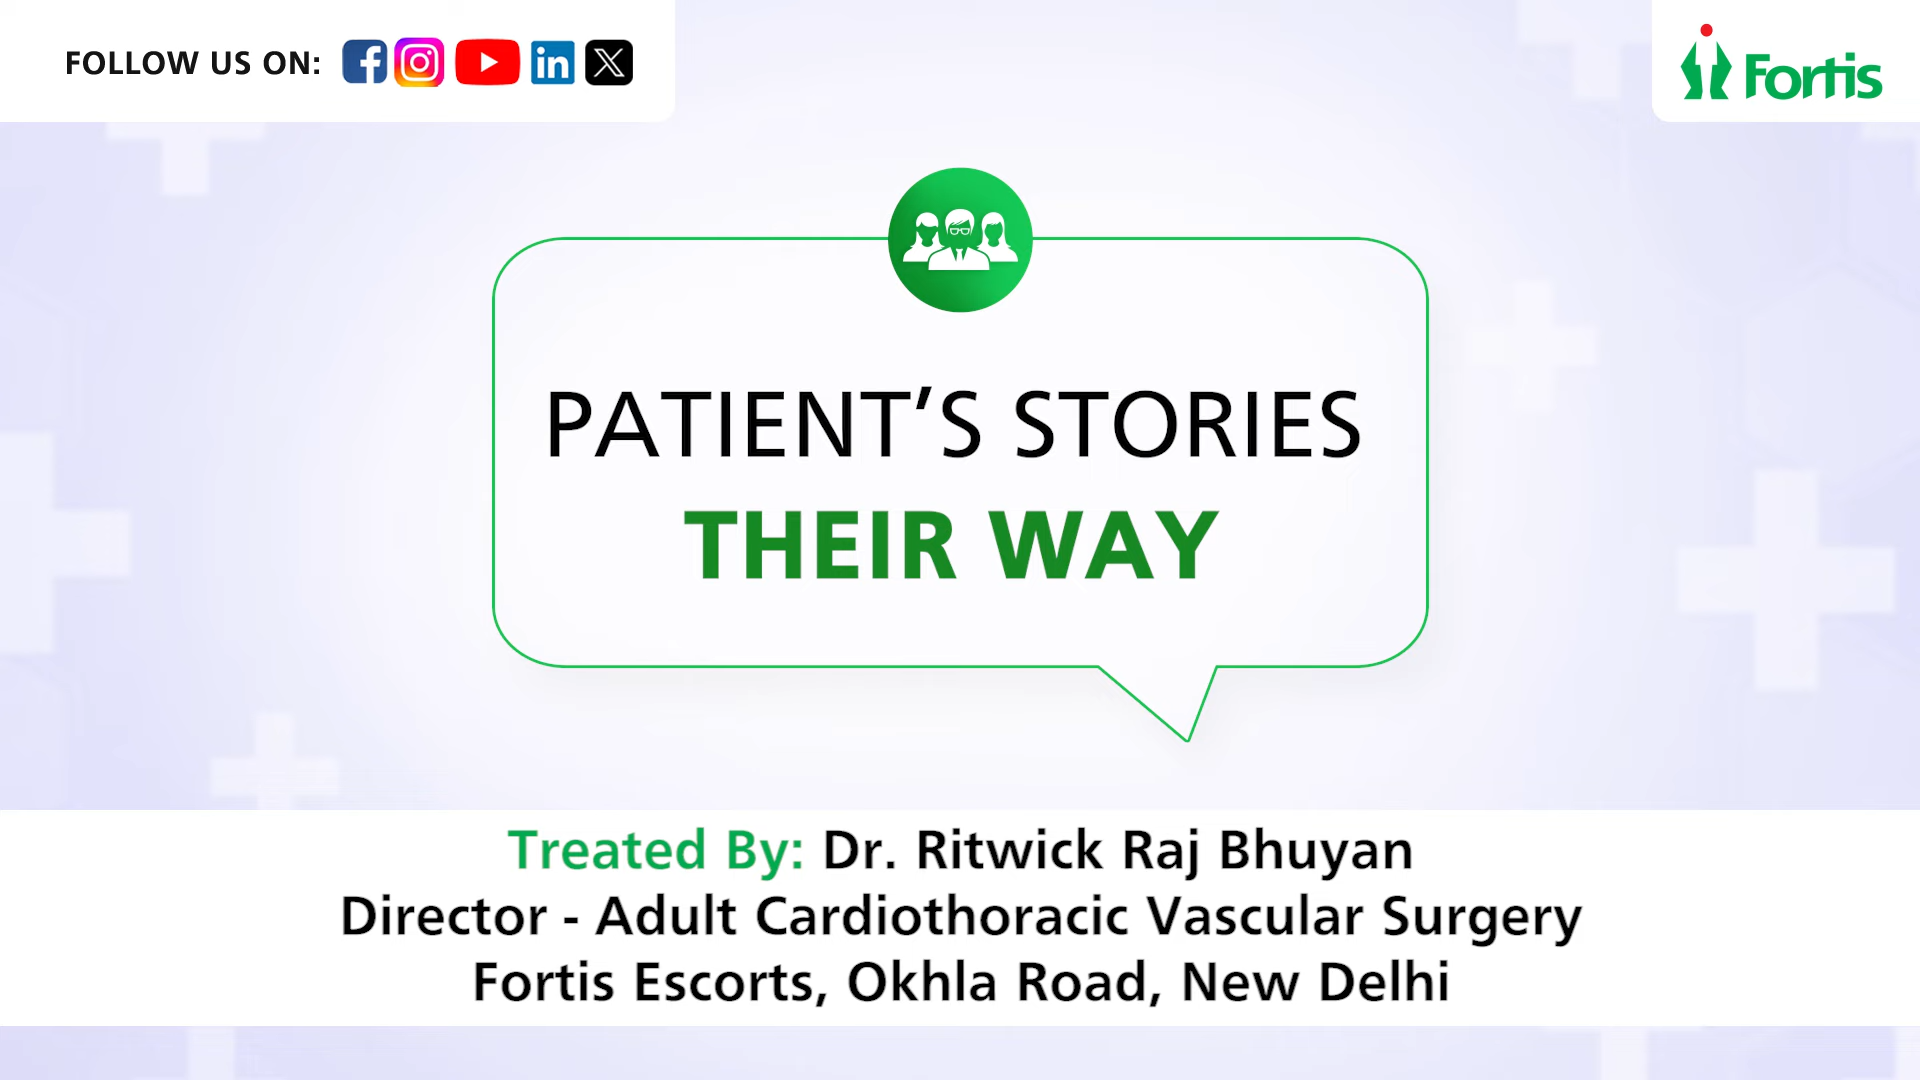 FOLLOW US ON:
Fortis
PATIENT’S STORIES
THEIR WAY
Treated By: Dr. Ritwick Raj Bhuyan
Director - Adult Cardiothoracic Vascular Surgery
Fortis Escorts, Okhla Road, New Delhi